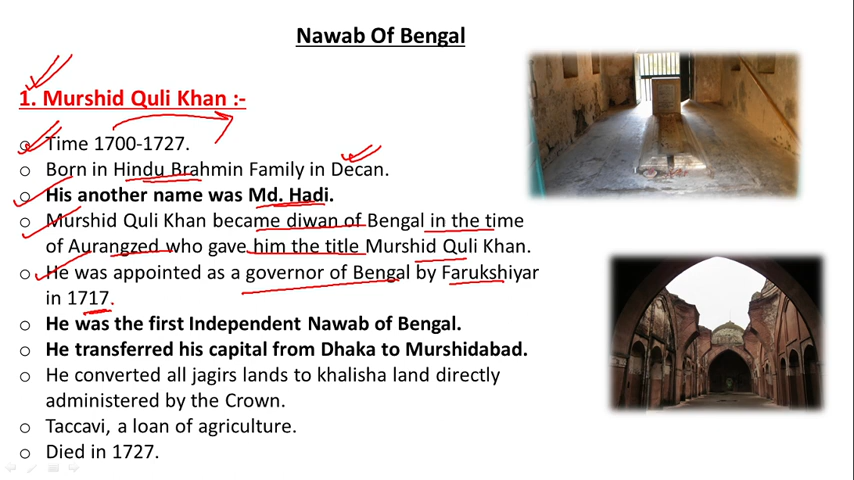 Nawab Of Bengal
1. Murshid Quli Khan :-
o Time 1700-1727.
o Born in Hindu Brahmin Family in Decan.
o His another name was Md. Hadi.
o Murshid Quli Khan became diwan of Bengal in the time
of Aurangzed who gave him the title Murshid Quli Khan.
o He was appointed as a governor of Bengal by Farukshiyar
in 1717.
o He was the first Independent Nawab of Bengal.
o He transferred his capital from Dhaka to Murshidabad.
o He converted all jagirs lands to khalisha land directly
administered by the Crown.
o Taccavi, a loan of agriculture.
o Died in 1727.